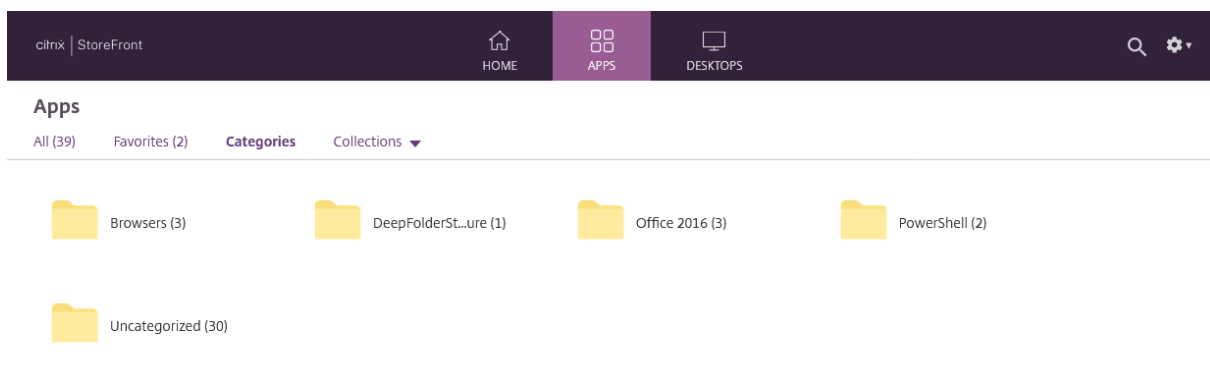 citrix | StoreFront
HOME
APPS
DESKTOPS
Apps
All (39) Favorites (2) Categories Collections
Browsers (3) DeepFolderSt...ure (1) Office 2016 (3) PowerShell (2)
Uncategorized (30)